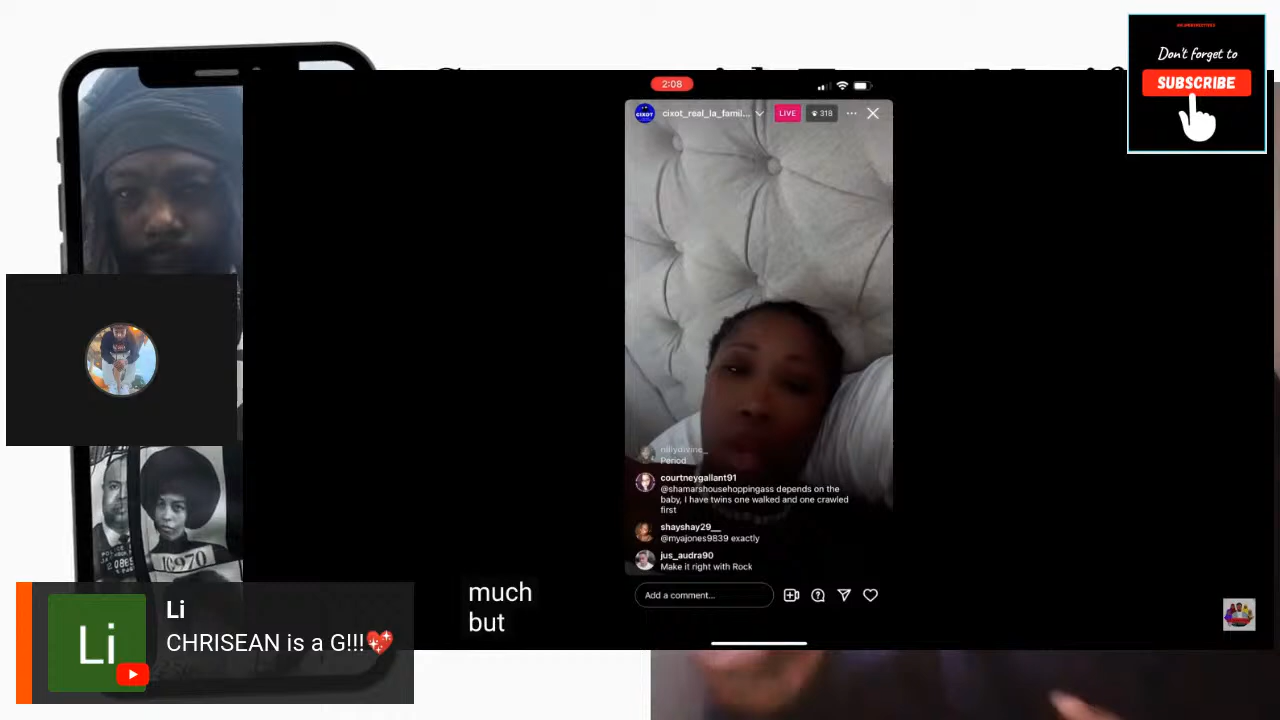 Don't forget to
SUBSCRIBE
2:08
cixot_real_la_famil...
LIVE
318
nillydivine_
Period
courtneygallant91
@shamarshousehoppingass depends on the
baby, I have twins one walked and one crawled
first
shayshay29__
@myajones9839 exactly
jus_audra90
Make it right with Rock
Add a comment...
much
but
Li
Li
CHRISEAN is a G!!!💖